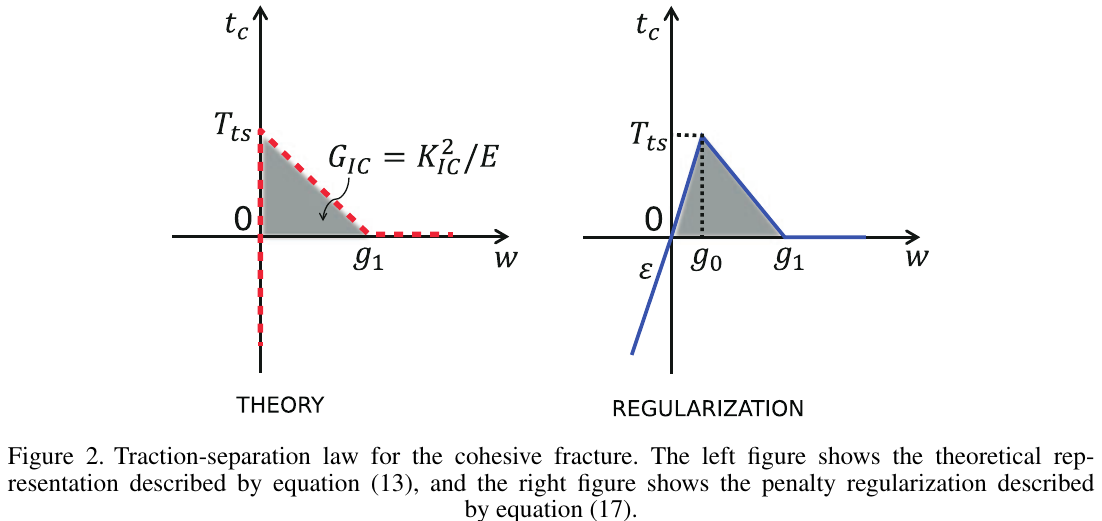 t_c
T_{ts}
G_{IC} = K_{IC}^2/E
0
g_1
w
THEORY
t_c
T_{ts}
0
ε
g_0
g_1
w
REGULARIZATION
Figure 2. Traction-separation law for the cohesive fracture. The left figure shows the theoretical rep-
resentation described by equation (13), and the right figure shows the penalty regularization described
by equation (17).